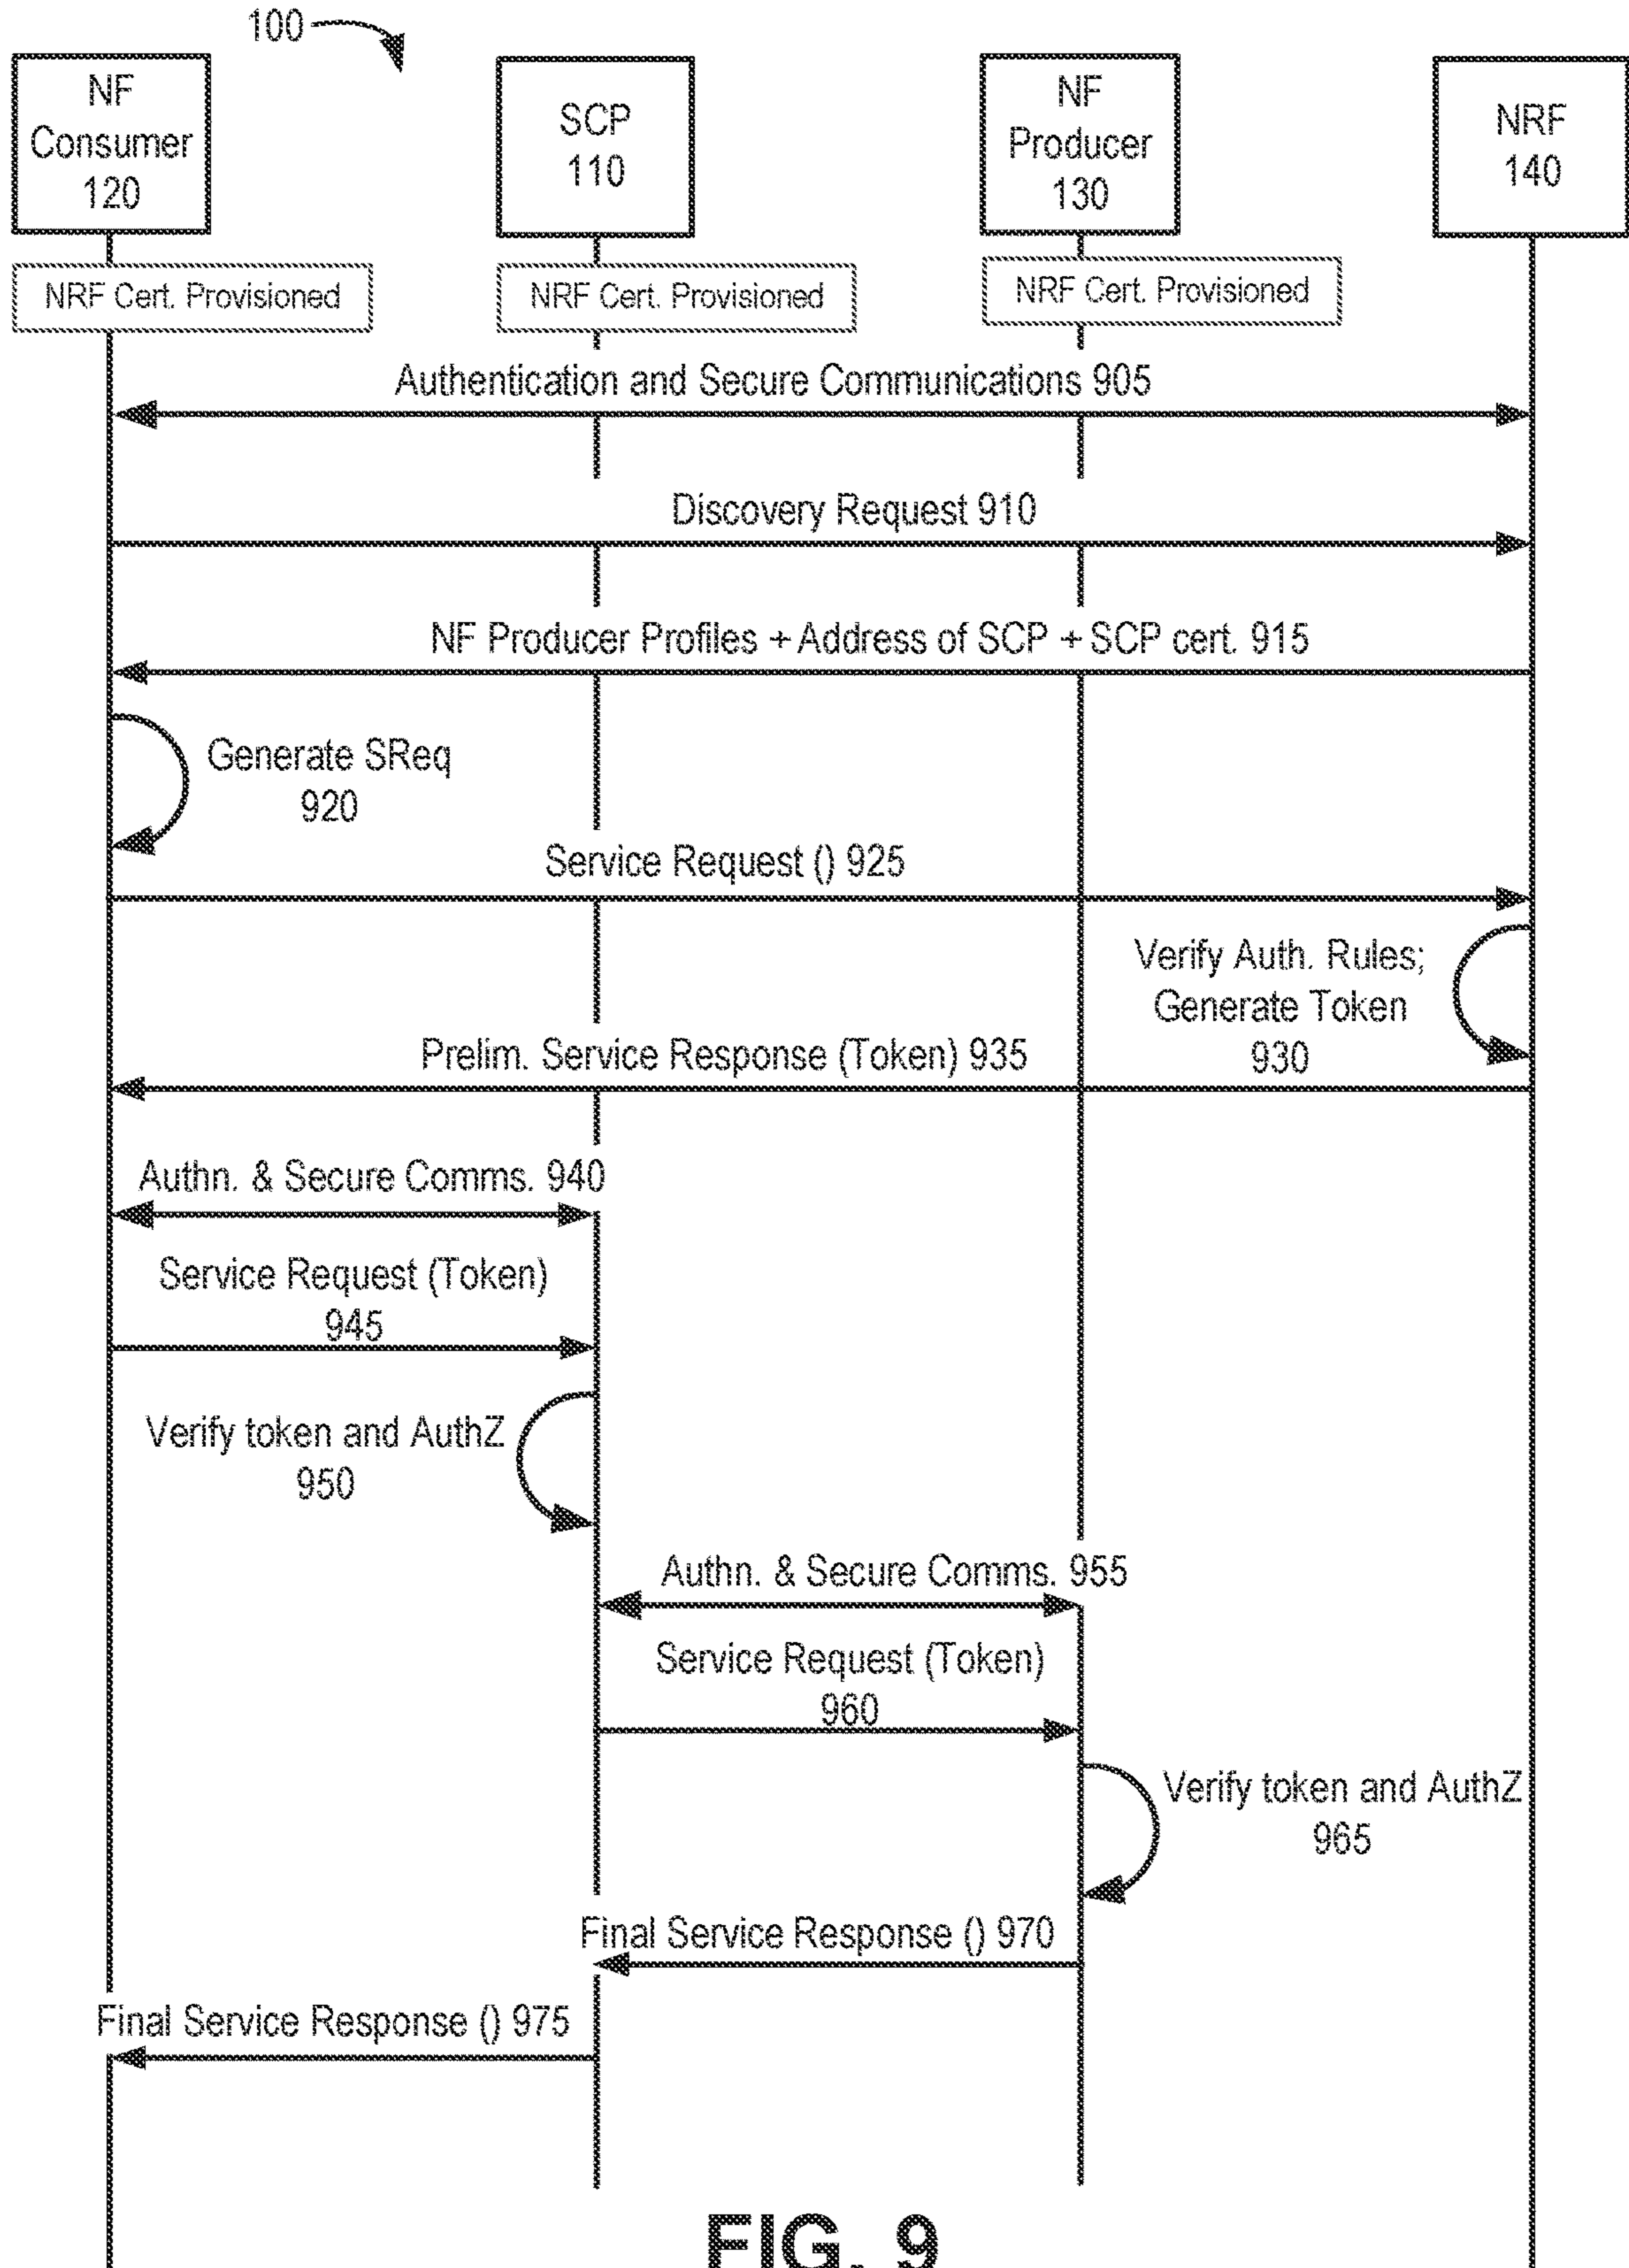 100
NF
Consumer
120
SCP
110
NF
Producer
130
NRF
140
NRF Cert. Provisioned
NRF Cert. Provisioned
NRF Cert. Provisioned
Authentication and Secure Communications 905
Discovery Request 910
NF Producer Profiles + Address of SCP + SCP cert. 915
Generate SReq
920
Service Request () 925
Verify Auth. Rules;
Generate Token
930
Prelim. Service Response (Token) 935
Authn. & Secure Comms. 940
Service Request (Token)
945
Verify token and AuthZ
950
Authn. & Secure Comms. 955
Service Request (Token)
960
Verify token and AuthZ
965
Final Service Response () 970
Final Service Response () 975
FIG. 9